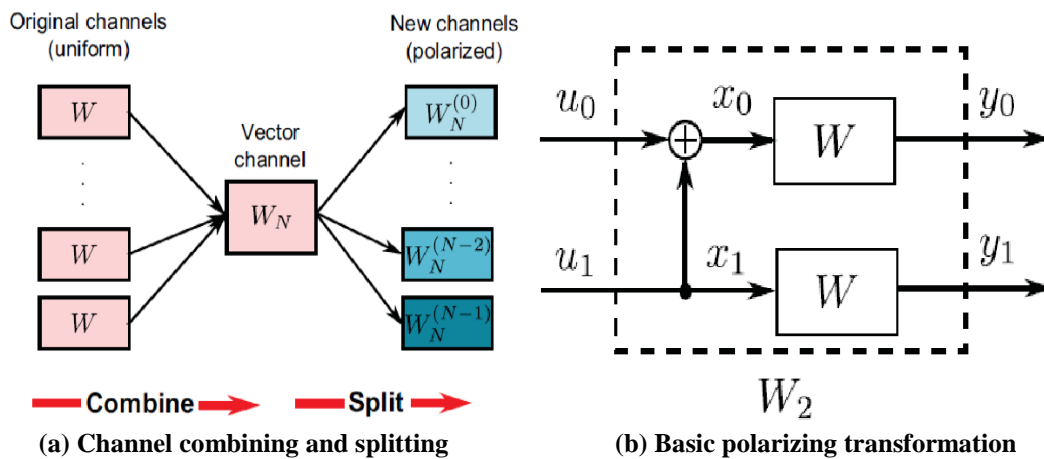 Original channels
(uniform)
New channels
(polarized)
W
W_N^{(0)}
Vector
channel
. . .
. . .
W_N
W
W_N^{(N-2)}
W
W_N^{(N-1)}
Combine
Split
(a) Channel combining and splitting
u_0
x_0
y_0
+
W
u_1
x_1
y_1
W
W_2
(b) Basic polarizing transformation